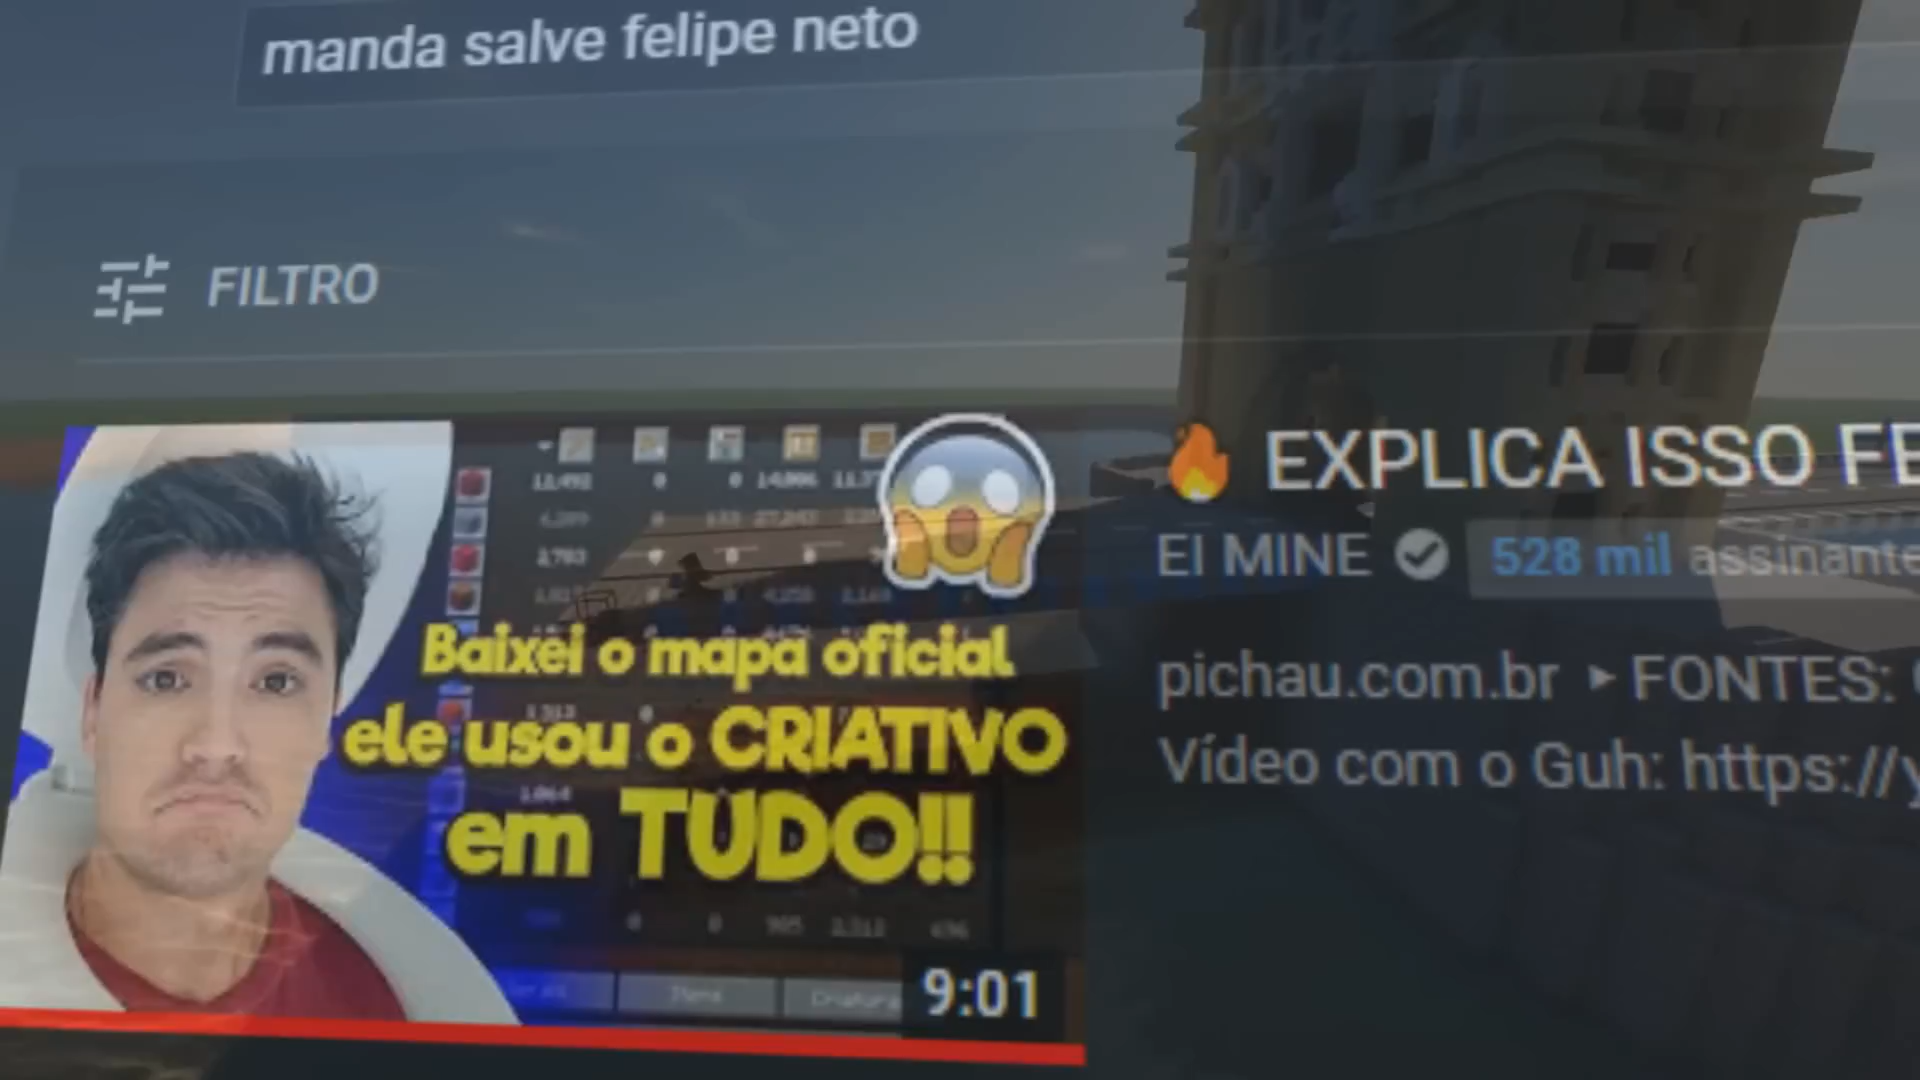 manda salve felipe neto
FILTRO
Baixei o mapa oficial
ele usou o CRIATIVO
em TUDO!!
9:01
🔥 EXPLICA ISSO FE
EI MINE
528 mil assinante
pichau.com.br ▸ FONTES:
Vídeo com o Guh: https://y